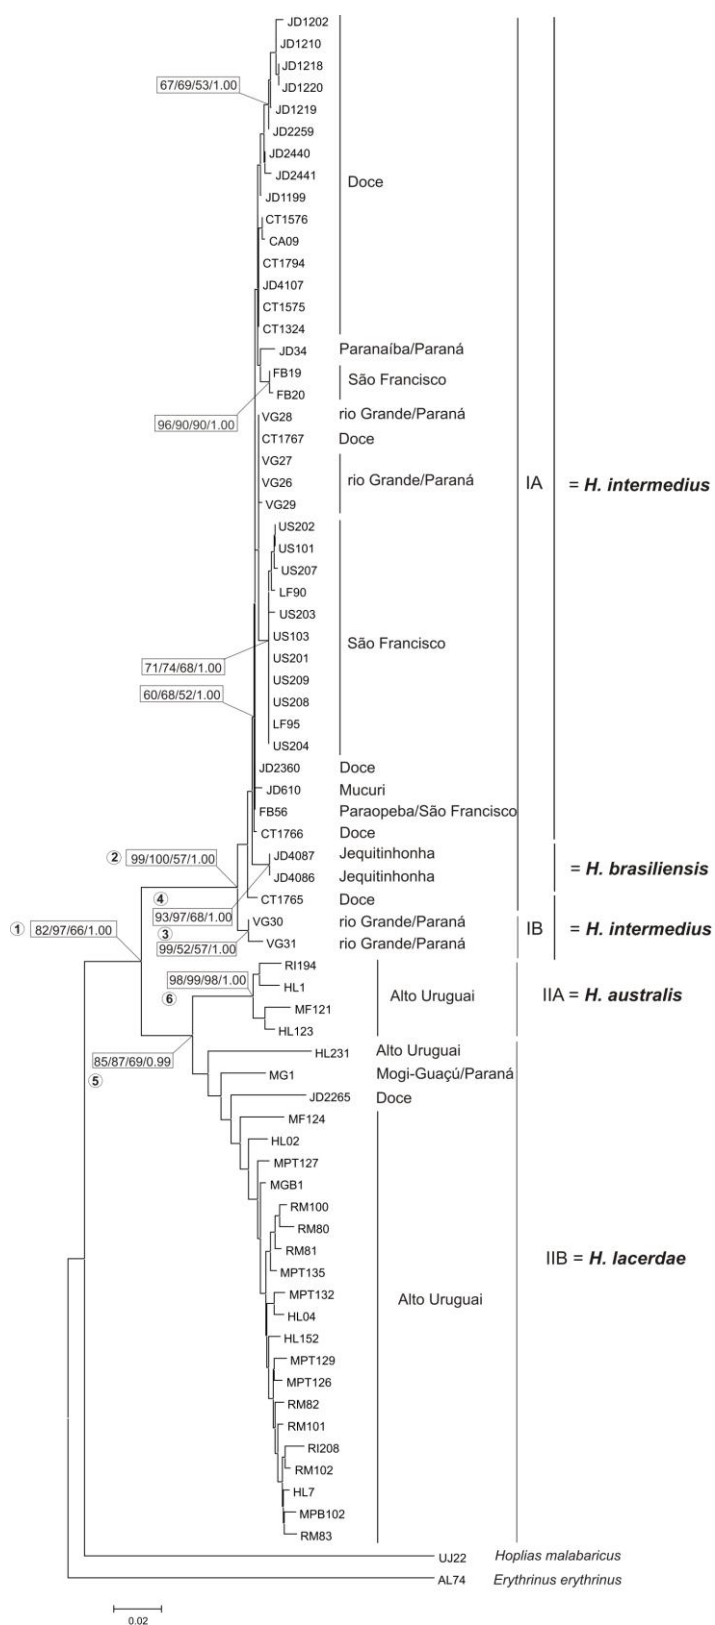 JD1202
JD1210
JD1218
67/69/53/1.00
JD1220
JD1219
JD2259
JD2440
JD2441
Doce
JD1199
CT1576
CA09
CT1794
JD4107
CT1575
CT1324
JD34 Paranaíba/Paraná
FB19
São Francisco
FB20
96/90/90/1.00
VG28 rio Grande/Paraná
CT1767 Doce
VG27
VG26 rio Grande/Paraná
IA = H. intermedius
VG29
US202
US101
US207
LF90
US203
US103 São Francisco
71/74/68/1.00
US201
US209
60/68/52/1.00
US208
LF95
US204
JD2360 Doce
JD610 Mucuri
FB56 Paraopeba/São Francisco
CT1766 Doce
2 99/100/57/1.00
JD4087 Jequitinhonha
= H. brasiliensis
JD4086 Jequitinhonha
4
CT1765 Doce
93/97/68/1.00
1 82/97/66/1.00
VG30 rio Grande/Paraná
IB = H. intermedius
3
99/52/57/1.00
VG31 rio Grande/Paraná
RI194
98/99/98/1.00
HL1
6
Alto Uruguai
IIA = H. australis
MF121
HL123
HL231 Alto Uruguai
85/87/69/0.99
5
MG1 Mogi-Guaçú/Paraná
JD2265 Doce
MF124
HL02
MPT127
MGB1
RM100
RM80
RM81
IIB = H. lacerdae
MPT135
MPT132
Alto Uruguai
HL04
HL152
MPT129
MPT126
RM82
RM101
RI208
RM102
HL7
MPB102
RM83
UJ22 Hoplias malabaricus
AL74 Erythrinus erythrinus
0.02